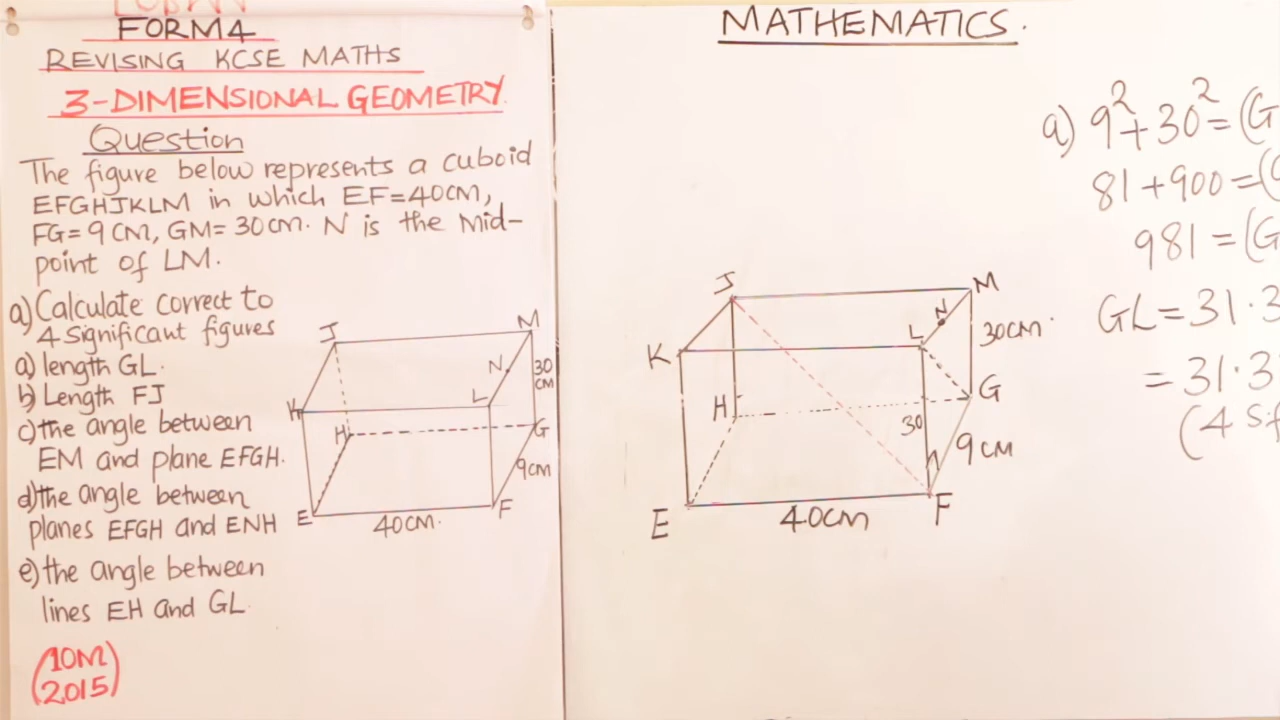 FORM 4
REVISING KCSE MATHS
3-DIMENSIONAL GEOMETRY.
Question
The figure below represents a cuboid
EFGHJKLM in which EF=40CM,
FG=9CM, GM=30CM. N is the Mid-
point of LM.
a) Calculate correct to
4 significant figures
a) length GL.
b) Length FJ
c) the angle between
EM and plane EFGH.
d) the angle between
planes EFGH and ENH
e) the angle between
lines EH and GL.
(10M
2015)
J
M
N
30
CM
K
L
H
G
9cm
E
F
40CM.
MATHEMATICS.
J
M
N
L
30CM
K
H
G
30
9CM
E
F
40CM
a) 9²+30²=(G
81+900=(
981=(G
GL=31.3
=31.3
(4 Sf